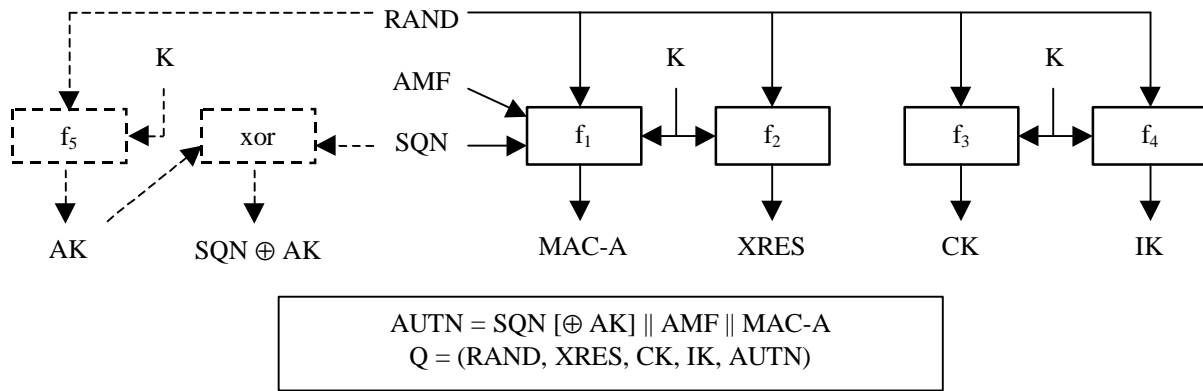 RAND
K
K
AMF
f₅
xor
SQN
f₁
f₂
f₃
f₄
K
AK
SQN ⊕ AK
MAC-A
XRES
CK
IK
AUTN = SQN [⊕ AK] || AMF || MAC-A
Q = (RAND, XRES, CK, IK, AUTN)